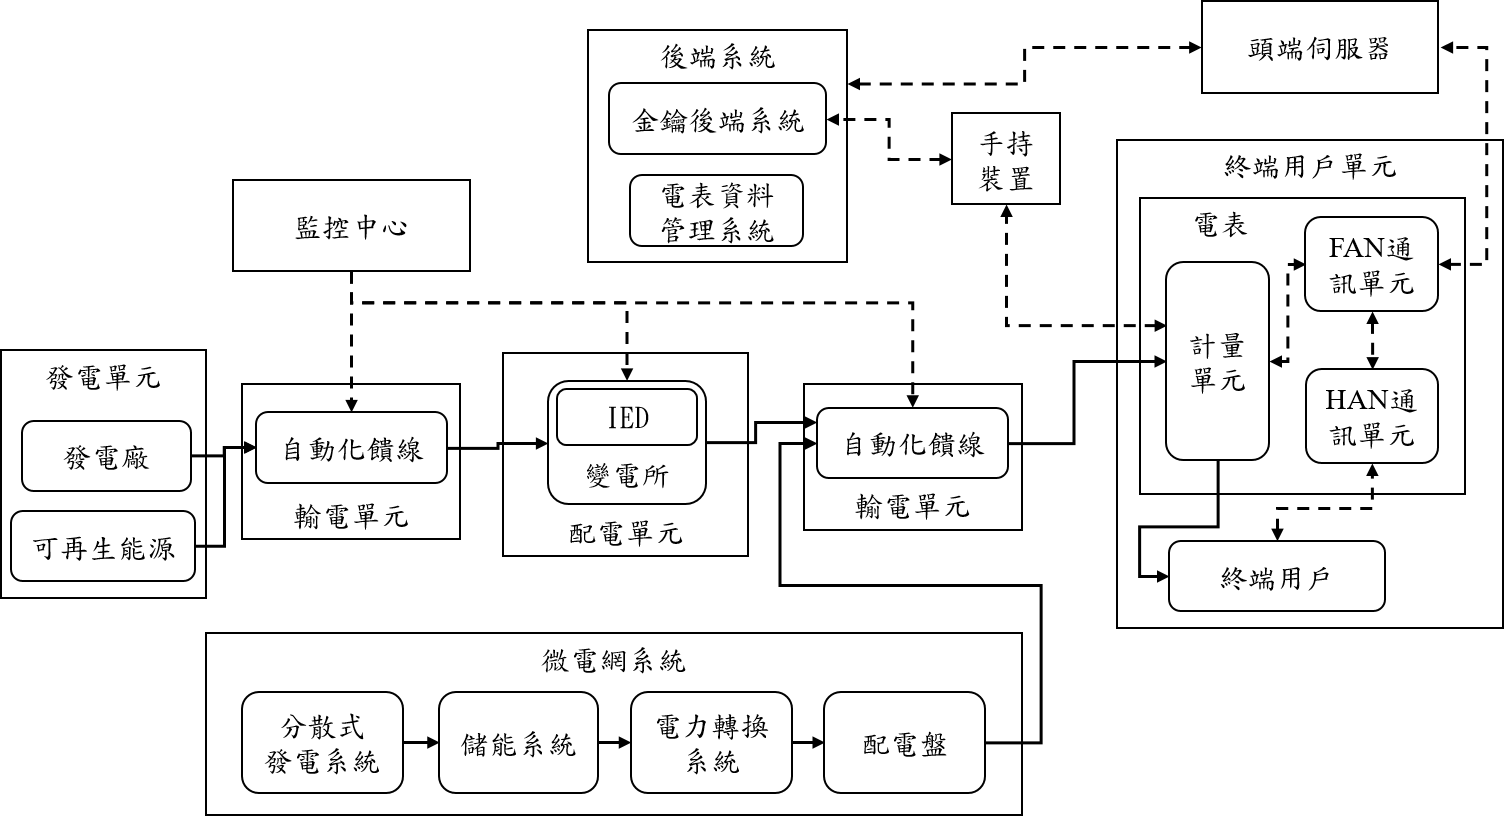 頭端伺服器
後端系統
金鑰後端系統
電表資料
管理系統
手持
裝置
監控中心
終端用戶單元
電表
FAN通
訊單元
計量
單元
HAN通
訊單元
終端用戶
發電單元
發電廠
可再生能源
自動化饋線
輸電單元
IED
變電所
配電單元
自動化饋線
輸電單元
微電網系統
分散式
發電系統
儲能系統
電力轉換
系統
配電盤